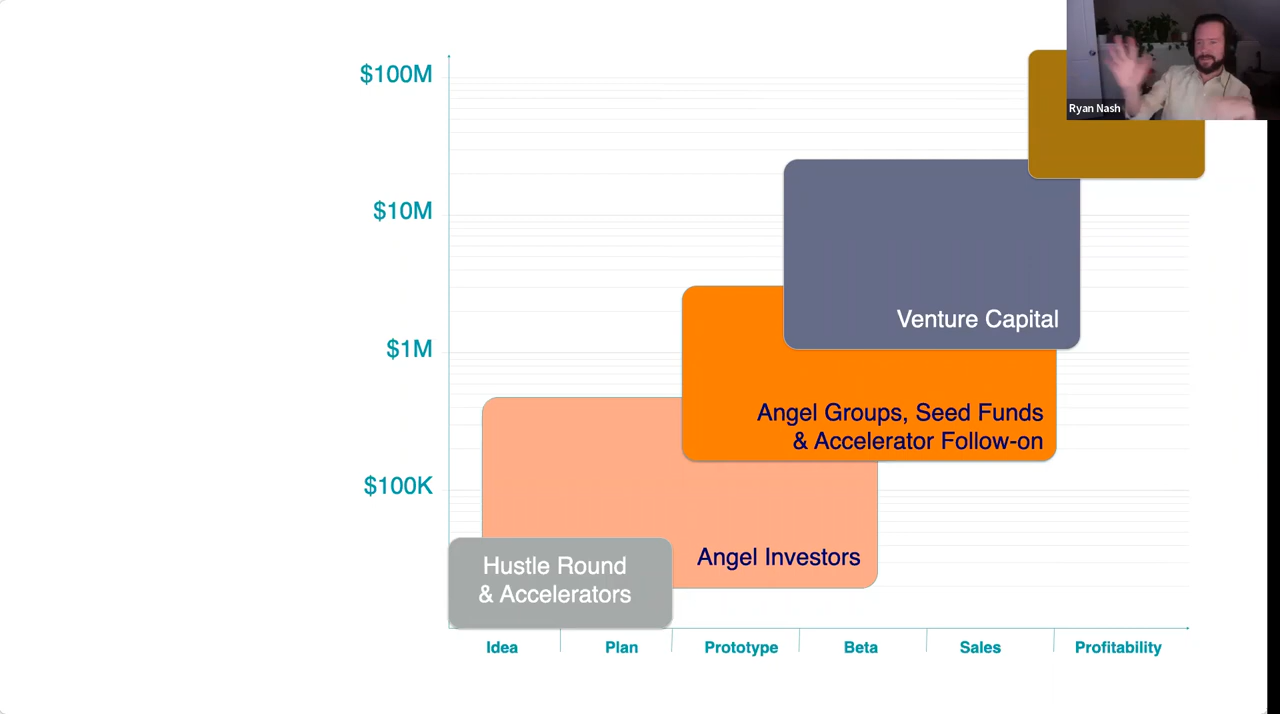 Ryan Nash
$100M
$10M
$1M
$100K
Venture Capital
Angel Groups, Seed Funds
& Accelerator Follow-on
Angel Investors
Hustle Round
& Accelerators
Idea
Plan
Prototype
Beta
Sales
Profitability